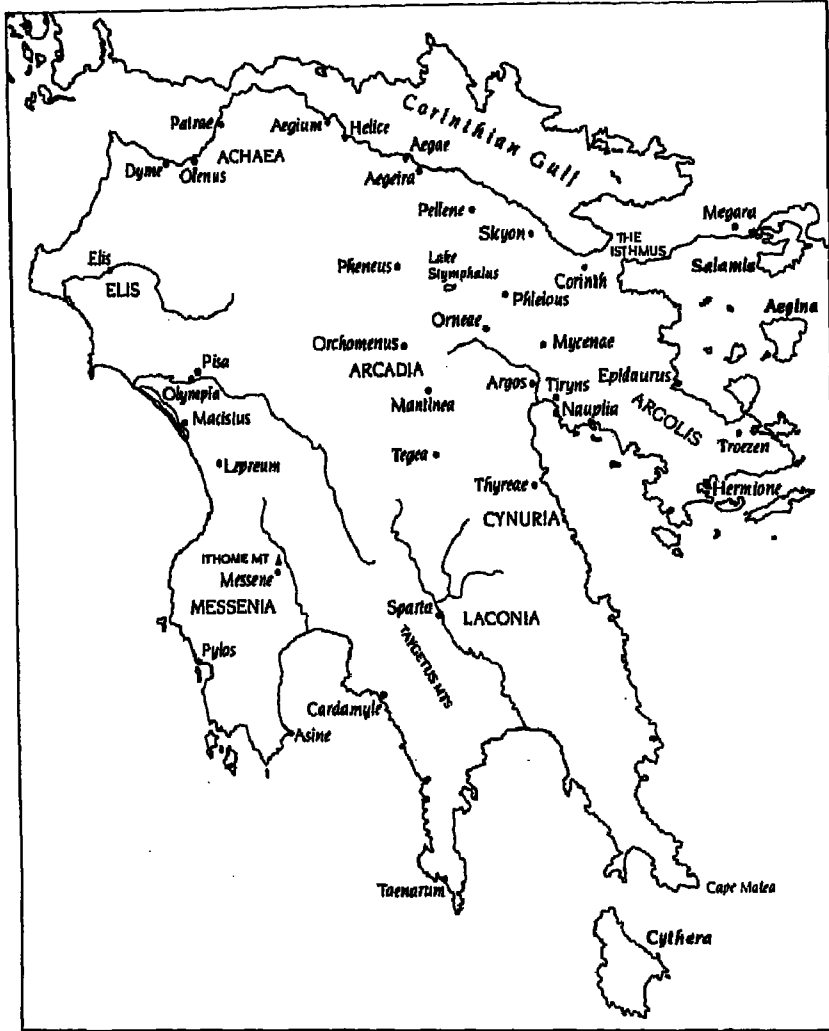 Corinthian Gulf
Patrae
Aegium
Helice
ACHAEA
Dyme
Olenus
Aegae
Aegeira
Pellene
Sicyon
Megara
THE
ISTHMUS
Salamis
Elis
ELIS
Pheneus
Lake
Stymphalus
Corinth
Phleious
Aegina
Orneae
Orchomenus
Mycenae
ARCADIA
Pisa
Olympia
Argos
Tiryns
Epidaurus
Mantinea
Nauplia
ARGOLIS
Macistus
Troezen
Lepreum
Tegea
Thyreae
Hermione
CYNURIA
ITHOME MT
Messene
MESSENIA
Sparta
LACONIA
TAYGETUS MTS
Pylos
Cardamyle
Asine
Taenarum
Cape Malea
Cythera